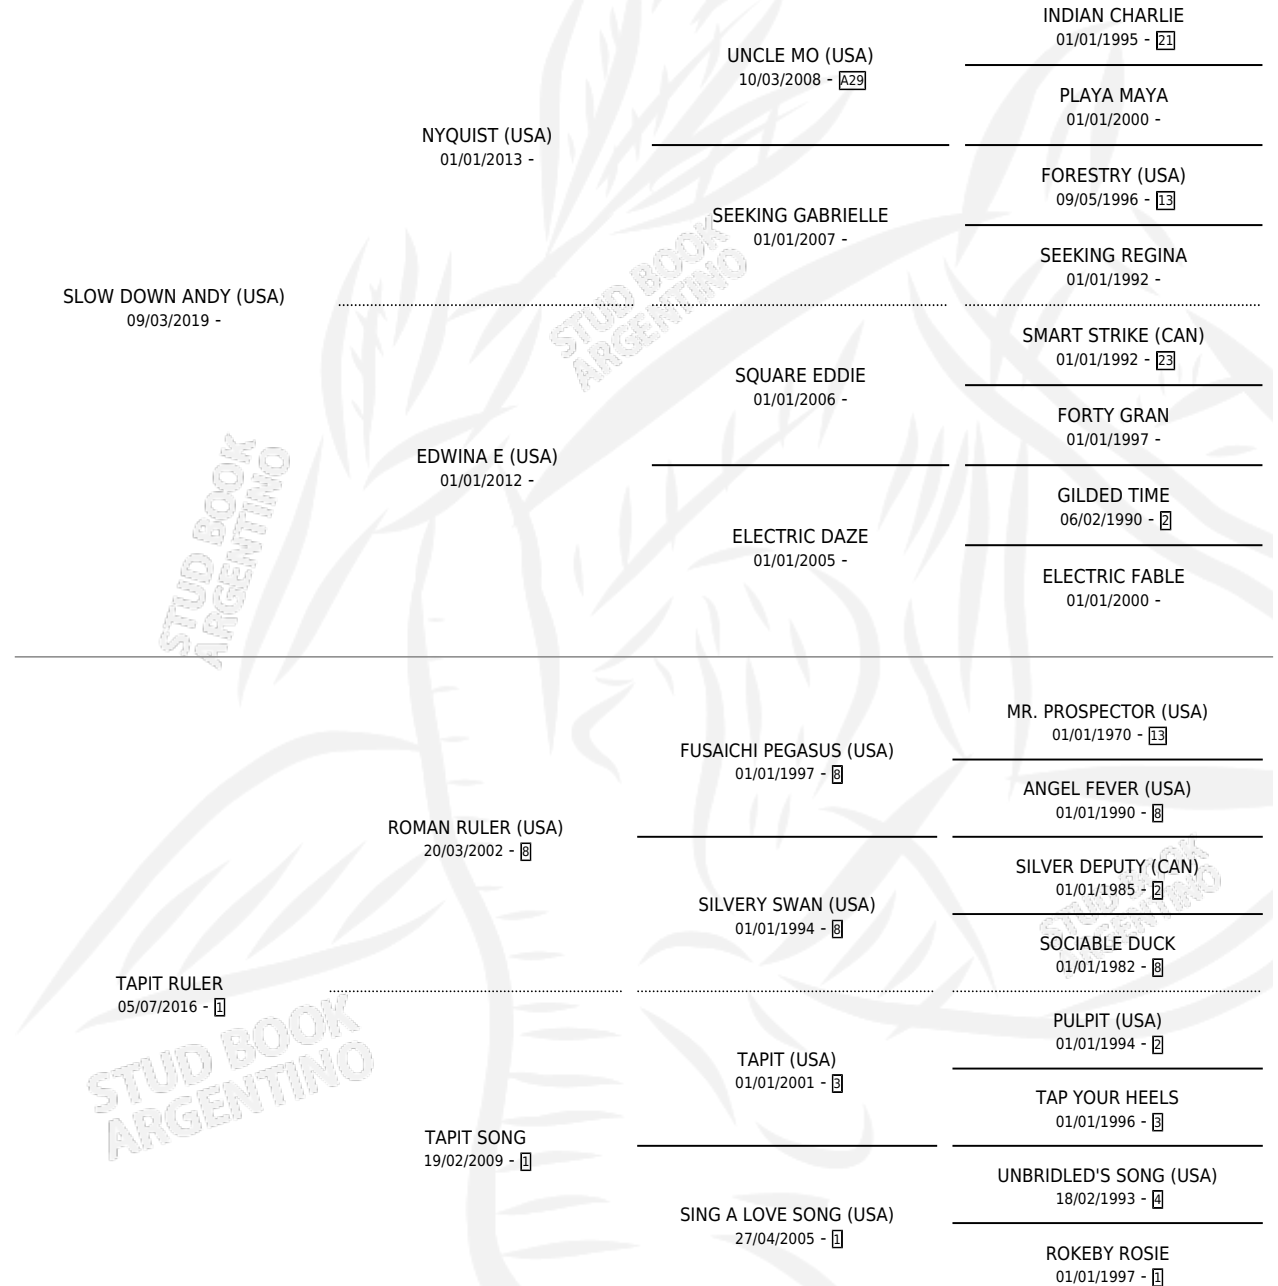 INDIAN CHARLIE
01/01/1995 - 21
UNCLE MO (USA)
10/03/2008 - A29
PLAYA MAYA
01/01/2000 -
NYQUIST (USA)
01/01/2013 -
FORESTRY (USA)
09/05/1996 - 13
SEEKING GABRIELLE
01/01/2007 -
SEEKING REGINA
01/01/1992 -
SLOW DOWN ANDY (USA)
09/03/2019 -
SMART STRIKE (CAN)
01/01/1992 - 23
SQUARE EDDIE
01/01/2006 -
FORTY GRAN
01/01/1997 -
EDWINA E (USA)
01/01/2012 -
GILDED TIME
06/02/1990 - 2
ELECTRIC DAZE
01/01/2005 -
ELECTRIC FABLE
01/01/2000 -
MR. PROSPECTOR (USA)
01/01/1970 - 13
FUSAICHI PEGASUS (USA)
01/01/1997 - 8
ANGEL FEVER (USA)
01/01/1990 - 8
ROMAN RULER (USA)
20/03/2002 - 8
SILVER DEPUTY (CAN)
01/01/1985 - 2
SILVERY SWAN (USA)
01/01/1994 - 8
SOCIABLE DUCK
01/01/1982 - 8
TAPIT RULER
05/07/2016 - 1
PULPIT (USA)
01/01/1994 - 2
TAPIT (USA)
01/01/2001 - 3
TAP YOUR HEELS
01/01/1996 - 3
TAPIT SONG
19/02/2009 - 1
UNBRIDLED'S SONG (USA)
18/02/1993 - 4
SING A LOVE SONG (USA)
27/04/2005 - 1
ROKEBY ROSIE
01/01/1997 - 1
STUD BOOK
ARGENTINO
STUD BOOK
ARGENTINO
STUD BOOK
ARGENTINO
STUD BOOK
ARGENTINO